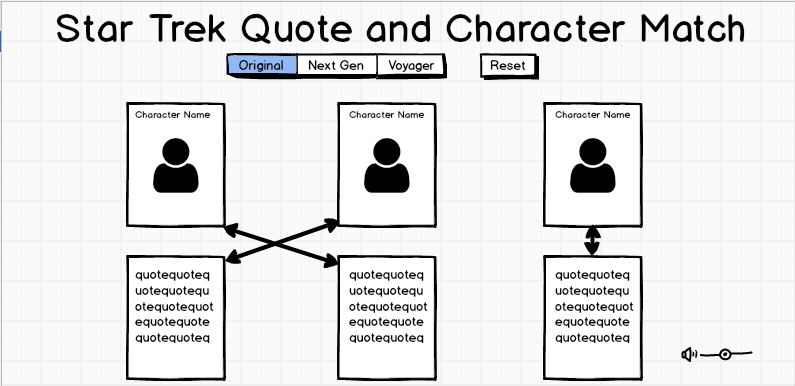 Star Trek Quote and Character Match
Original Next Gen Voyager Reset
Character Name Character Name Character Name
quotequoteq
uotequotequ
otequotequot
equotequote
quotequoteq
quotequoteq
uotequotequ
otequotequot
equotequote
quotequoteq
quotequoteq
uotequotequ
otequotequot
equotequote
quotequoteq